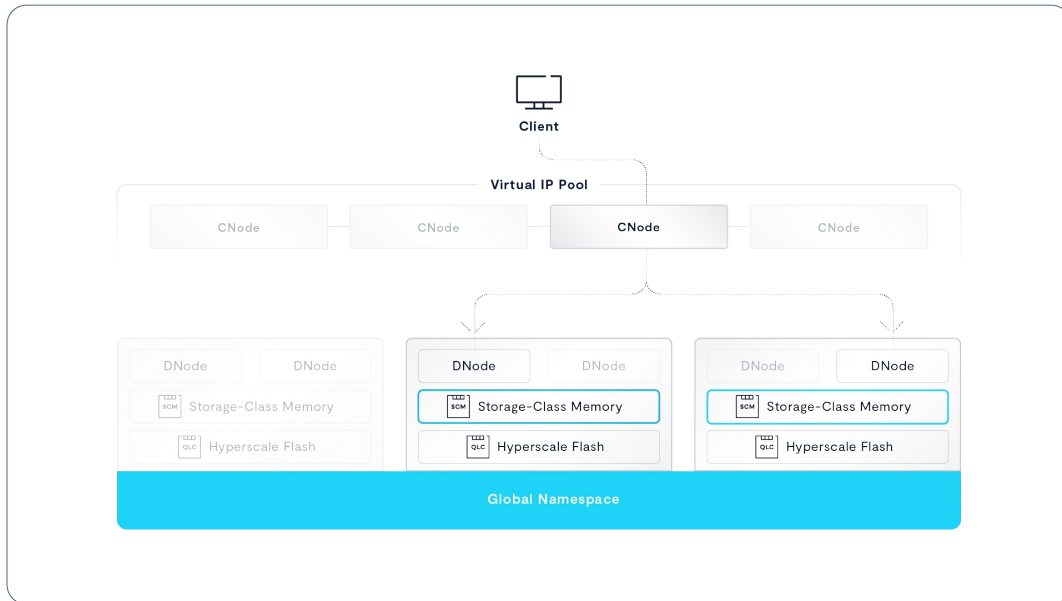 Client
Virtual IP Pool
CNode CNode CNode CNode
DNode DNode DNode DNode DNode DNode
SCM Storage-Class Memory SCM Storage-Class Memory SCM Storage-Class Memory
QLC Hyperscale Flash QLC Hyperscale Flash QLC Hyperscale Flash
Global Namespace